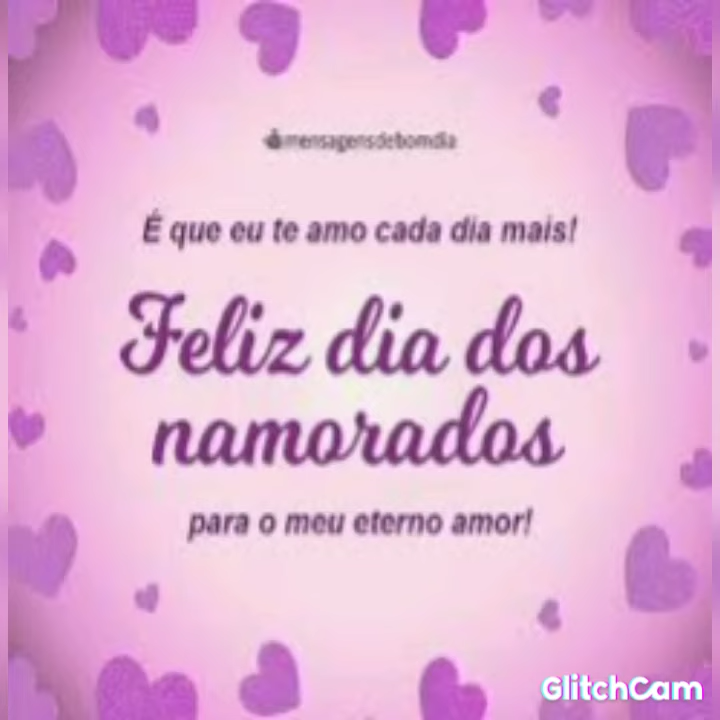 mensagensdebomdia
É que eu te amo cada dia mais!
Feliz dia dos
namorados
para o meu eterno amor!
GlitchCam